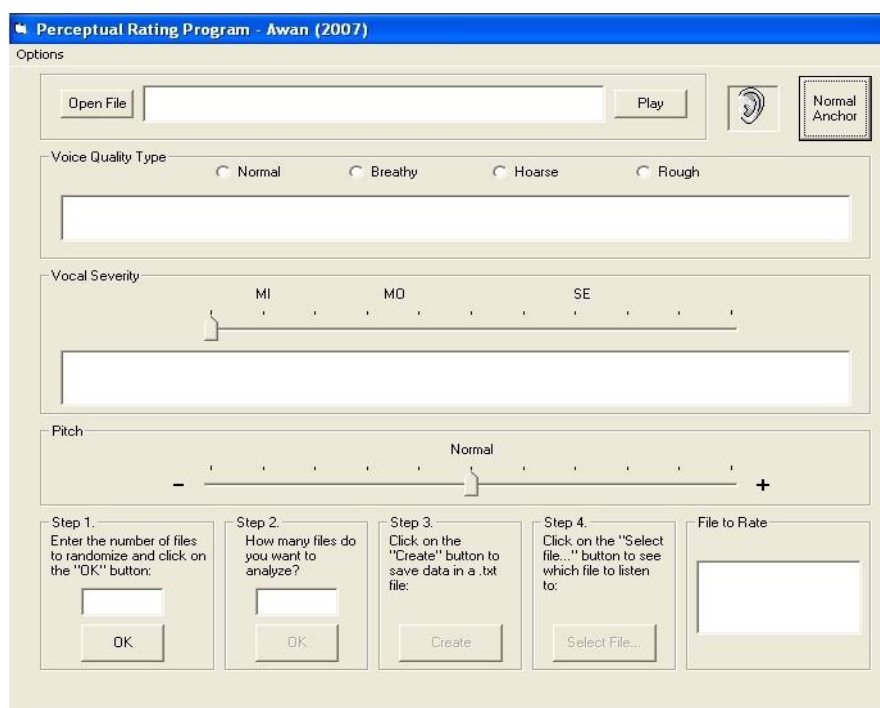 Perceptual Rating Program - Awan (2007)
Options
Open File
Play
Normal
Anchor
Voice Quality Type
Normal Breathy Hoarse Rough
Vocal Severity
MI MO SE
Pitch
Normal
- +
Step 1.
Enter the number of files
to randomize and click on
the "OK" button:
OK
Step 2.
How many files do
you want to
analyze?
OK
Step 3.
Click on the
"Create" button to
save data in a .txt
file:
Create
Step 4.
Click on the "Select
file..." button to see
which file to listen
to:
Select File...
File to Rate